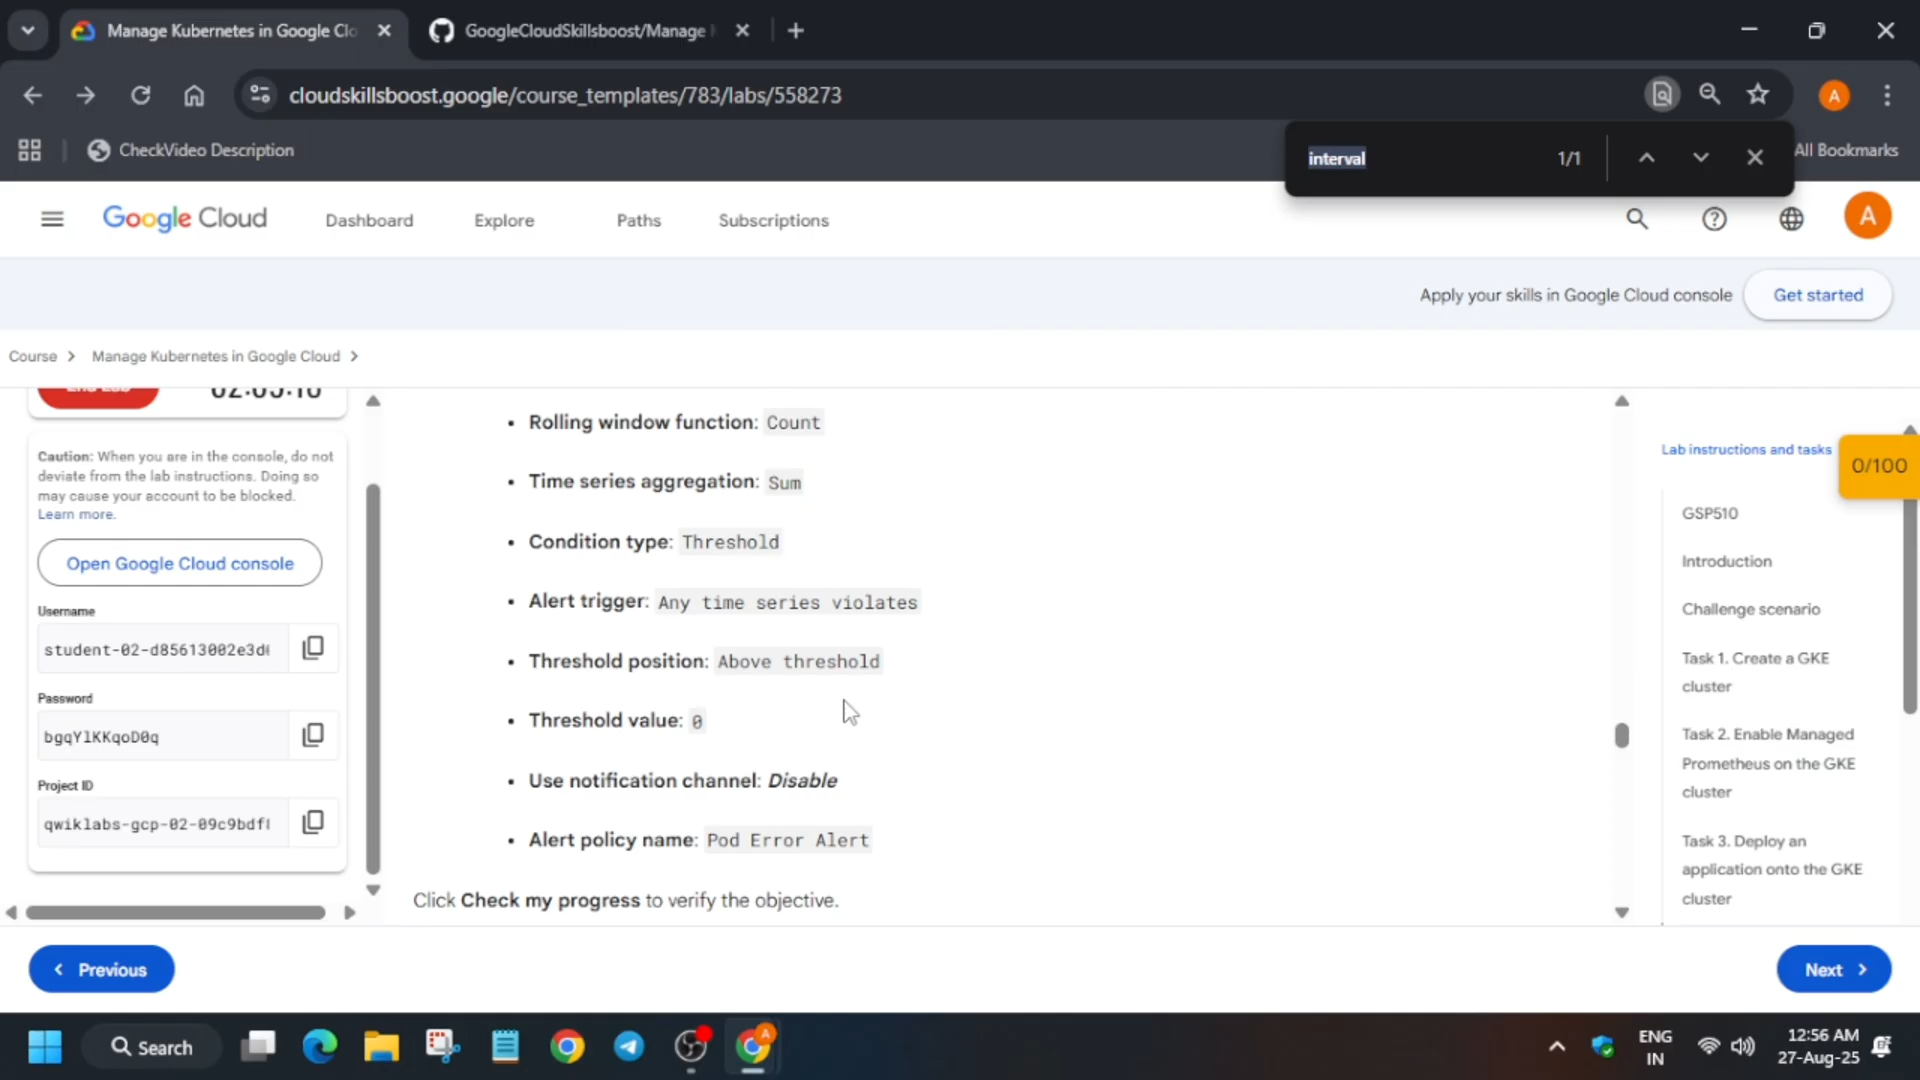 Manage Kubernetes in Google Clo
GoogleCloudSkillsboost/Manage
cloudskillsboost.google/course_templates/783/labs/558273
CheckVideo Description
interval
1/1
All Bookmarks
Google Cloud
Dashboard
Explore
Paths
Subscriptions
A
Apply your skills in Google Cloud console
Get started
Course
Manage Kubernetes in Google Cloud
Caution: When you are in the console, do not
deviate from the lab instructions. Doing so
may cause your account to be blocked.
Learn more.
Open Google Cloud console
Username
student-02-d85613002e3d
Password
bgqYlKKqoD0q
Project ID
qwiklabs-gcp-02-09c9bdf
• Rolling window function: Count
• Time series aggregation: Sum
• Condition type: Threshold
• Alert trigger: Any time series violates
• Threshold position: Above threshold
• Threshold value: 0
• Use notification channel: Disable
• Alert policy name: Pod Error Alert
Click Check my progress to verify the objective.
Lab instructions and tasks
0/100
GSP510
Introduction
Challenge scenario
Task 1. Create a GKE
cluster
Task 2. Enable Managed
Prometheus on the GKE
cluster
Task 3. Deploy an
application onto the GKE
cluster
Previous
Next
Search
ENG
IN
12:56 AM
27-Aug-25